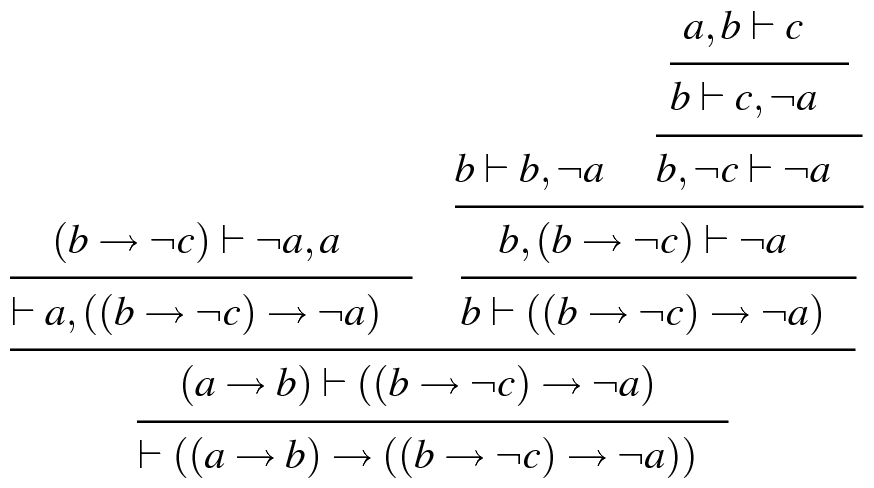 a, b ⊢ c
b ⊢ c, ¬a
b ⊢ b, ¬a b, ¬c ⊢ ¬a
(b → ¬c) ⊢ ¬a, a b, (b → ¬c) ⊢ ¬a
⊢ a, ((b → ¬c) → ¬a) b ⊢ ((b → ¬c) → ¬a)
(a → b) ⊢ ((b → ¬c) → ¬a)
⊢ ((a → b) → ((b → ¬c) → ¬a))